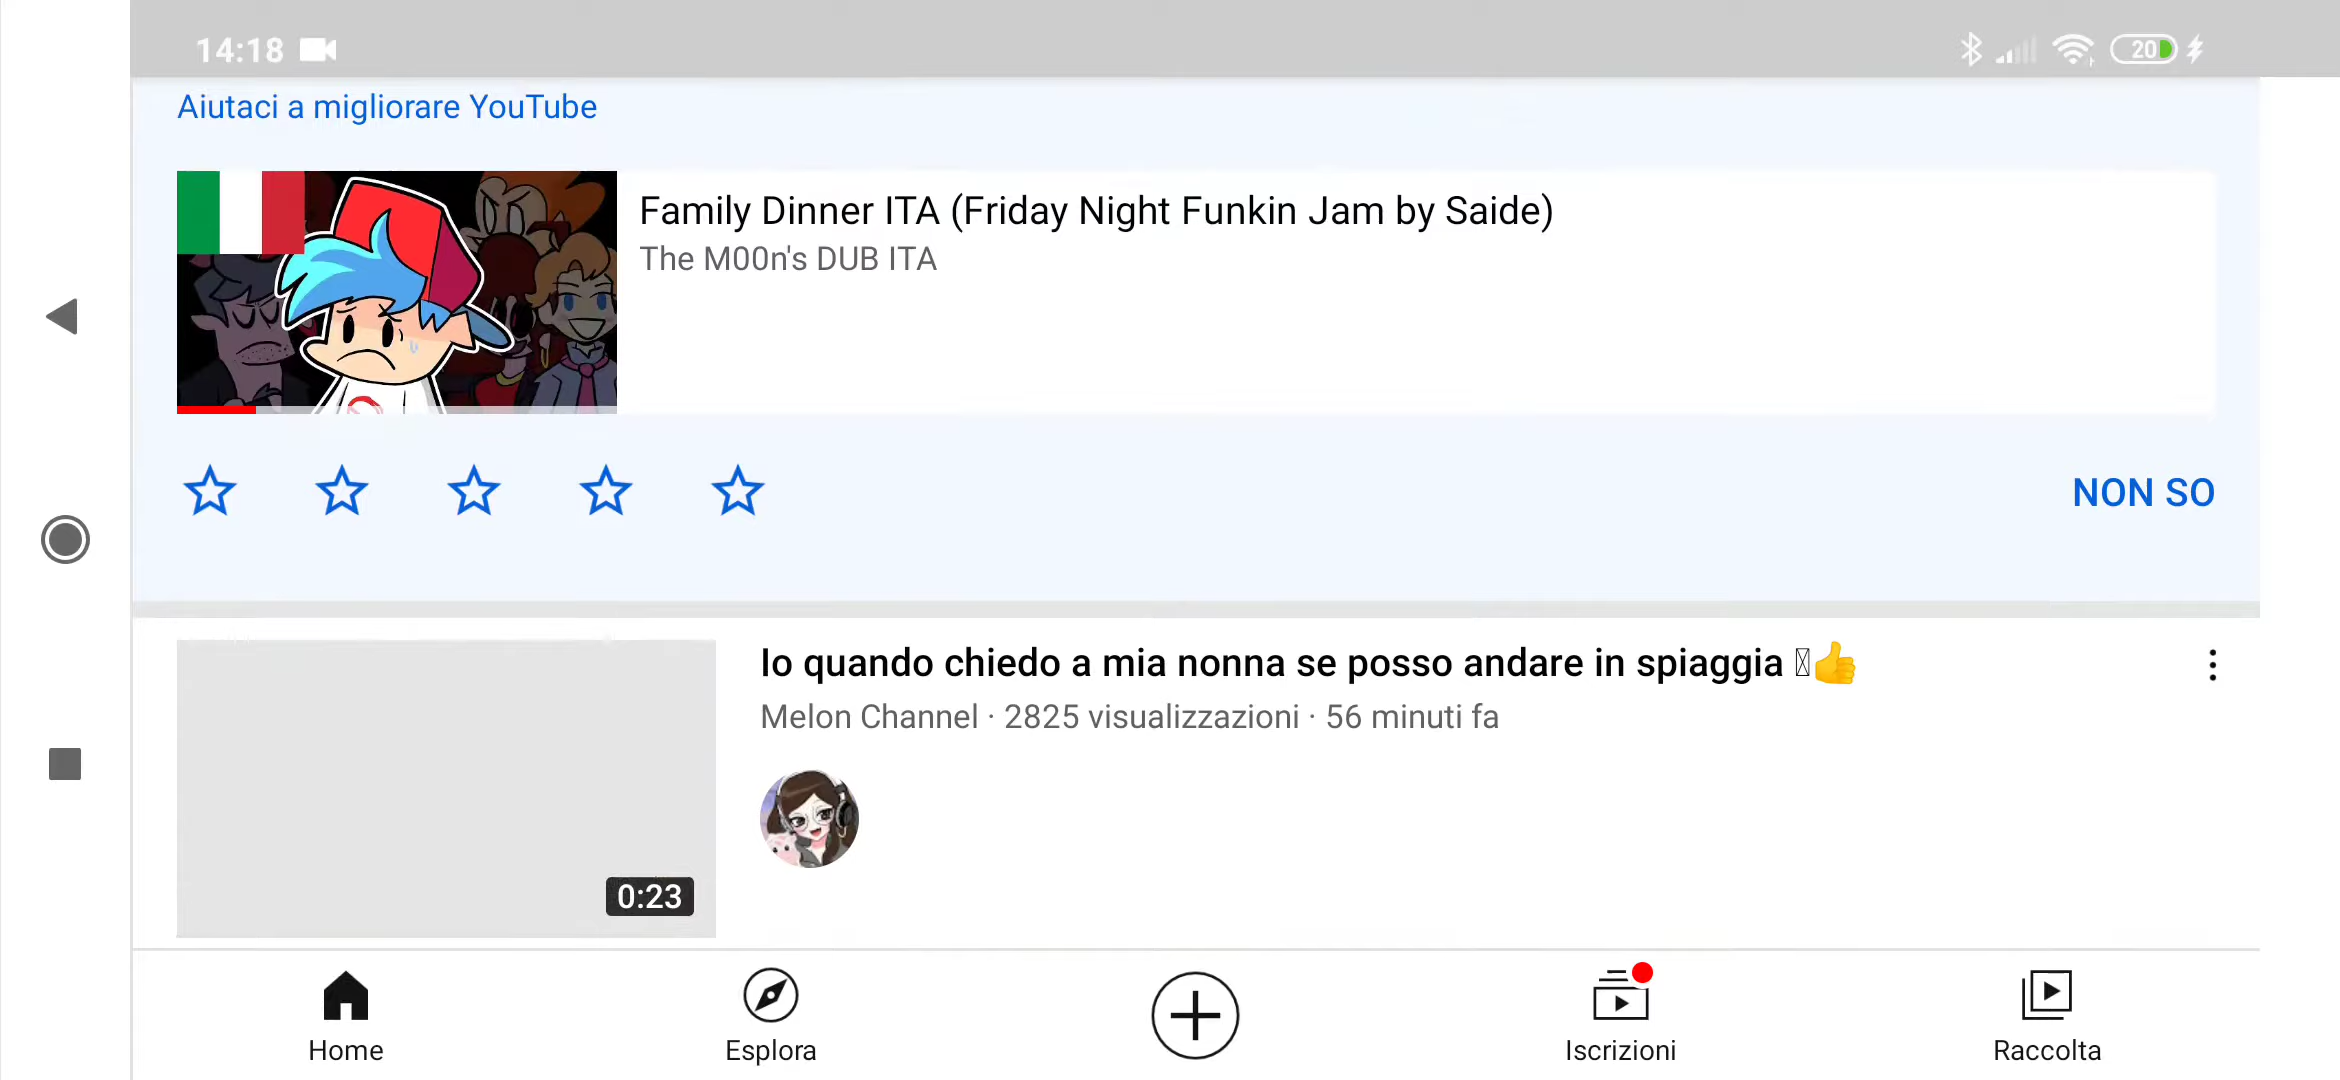 14:18
20
Aiutaci a migliorare YouTube
Family Dinner ITA (Friday Night Funkin Jam by Saide)
The M00n's DUB ITA
NON SO
Io quando chiedo a mia nonna se posso andare in spiaggia 👍
Melon Channel · 2825 visualizzazioni · 56 minuti fa
0:23
Home
Esplora
Iscrizioni
Raccolta